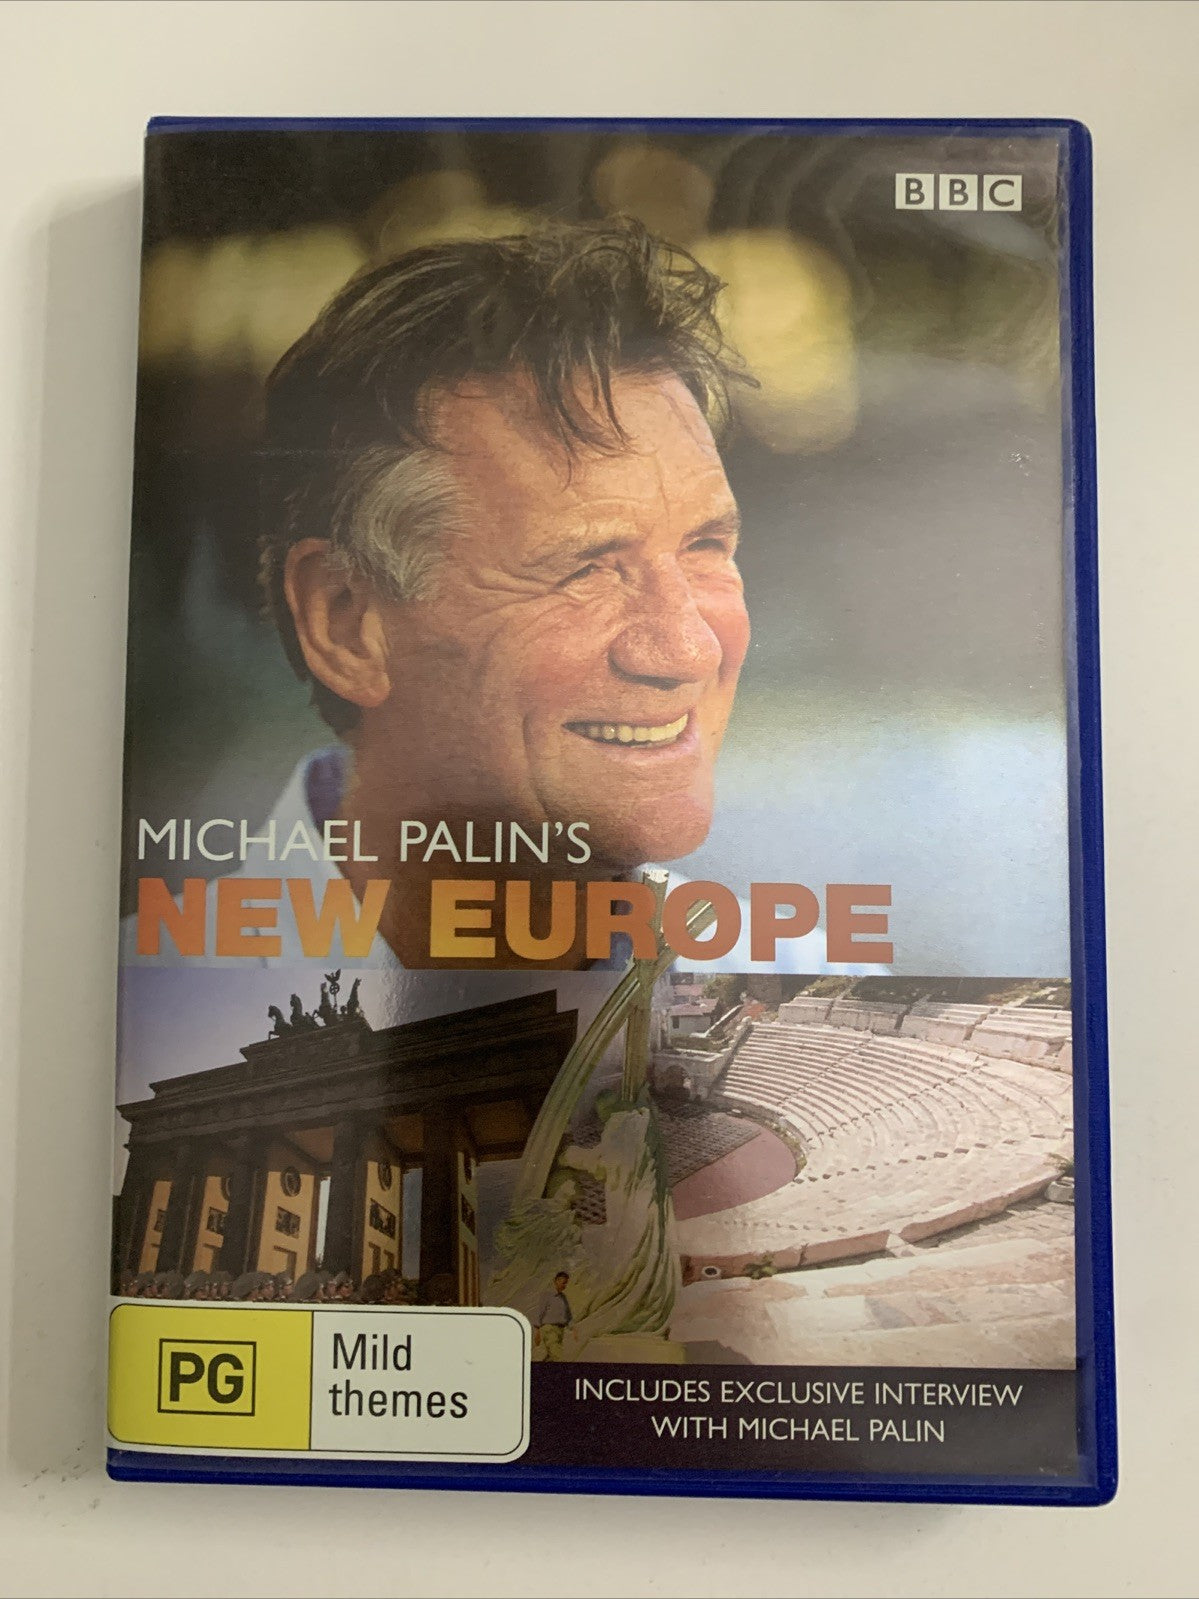 BBC
MICHAEL PALIN'S
NEW EUROPE
PG
Mild
themes
INCLUDES EXCLUSIVE INTERVIEW
WITH MICHAEL PALIN